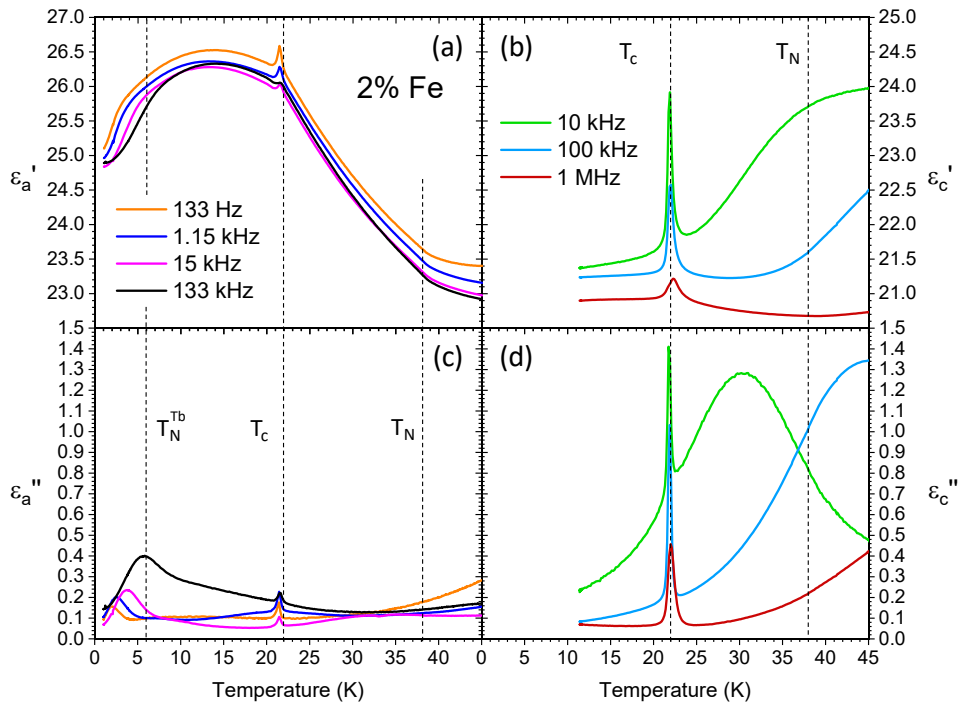 (a)
2% Fe
27.0
26.5
26.0
25.5
25.0
24.5
24.0
23.5
23.0
εa'
133 Hz
1.15 kHz
15 kHz
133 kHz
(b)
Tc
TN
10 kHz
100 kHz
1 MHz
25.0
24.5
24.0
23.5
23.0
22.5
22.0
21.5
21.0
εc'
(c)
TNTb
Tc
TN
1.5
1.4
1.3
1.2
1.1
1.0
0.9
0.8
0.7
0.6
0.5
0.4
0.3
0.2
0.1
0.0
εa''
0 5 10 15 20 25 30 35 40 0
Temperature (K)
(d)
0.9
0.8
0.7
0.6
0.5
0.4
0.3
0.2
0.1
0.0
1.0
1.1
1.2
1.3
1.4
1.5
εc''
15 20 25 30 35 40 45
Temperature (K)